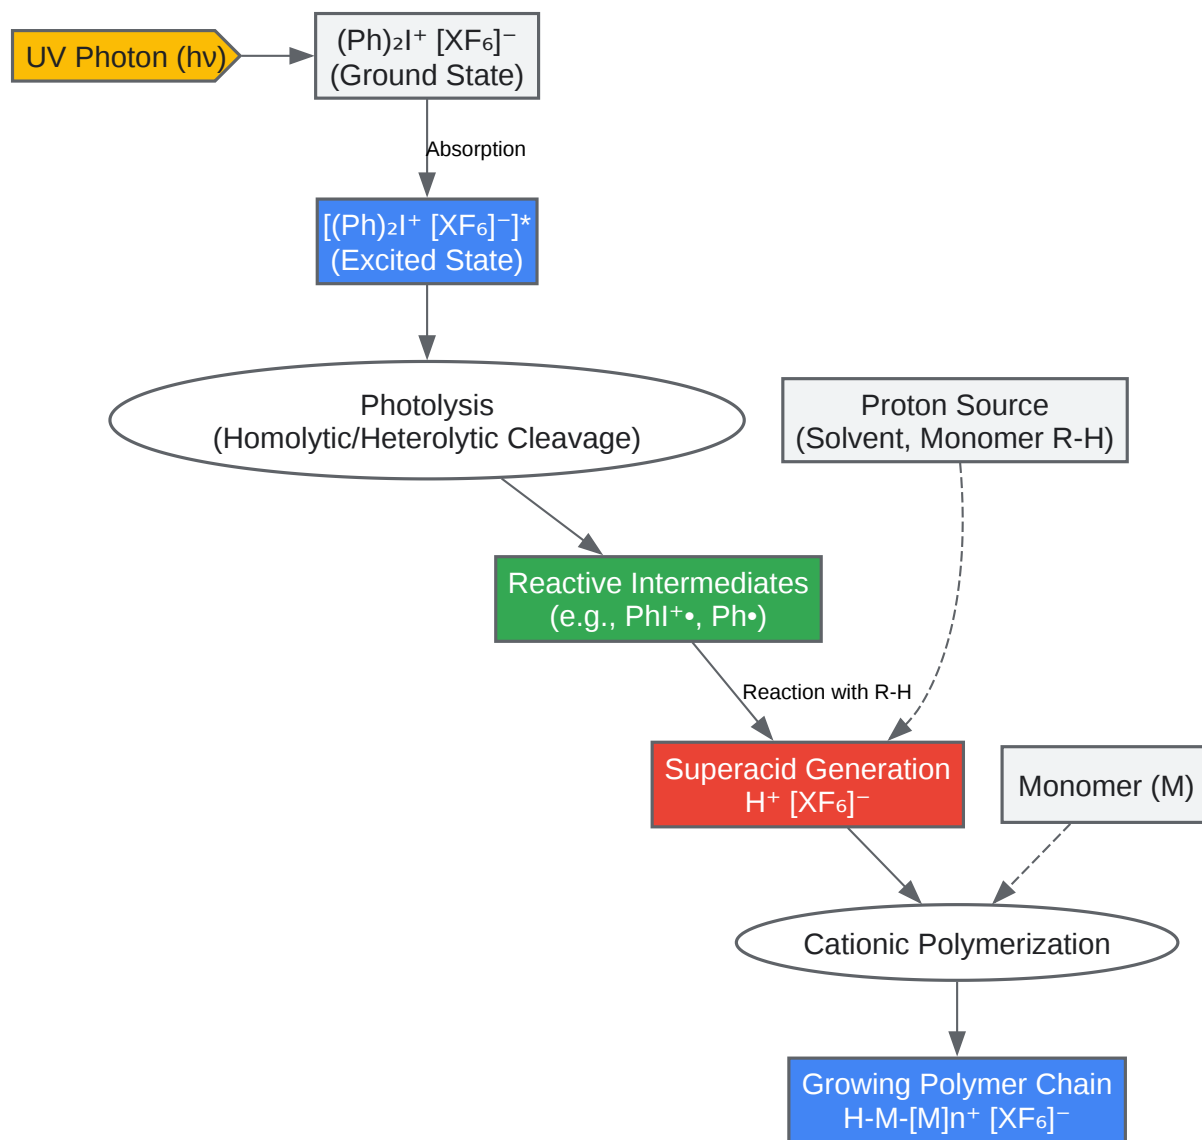 UV Photon (hν)
(Ph)₂I⁺ [XF₆]⁻
(Ground State)
Absorption
[(Ph)₂I⁺ [XF₆]⁻]*
(Excited State)
Photolysis
(Homolytic/Heterolytic Cleavage)
Proton Source
(Solvent, Monomer R-H)
Reactive Intermediates
(e.g., PhI⁺•, Ph•)
Reaction with R-H
Superacid Generation
H⁺ [XF₆]⁻
Monomer (M)
Cationic Polymerization
Growing Polymer Chain
H-M-[M]n⁺ [XF₆]⁻